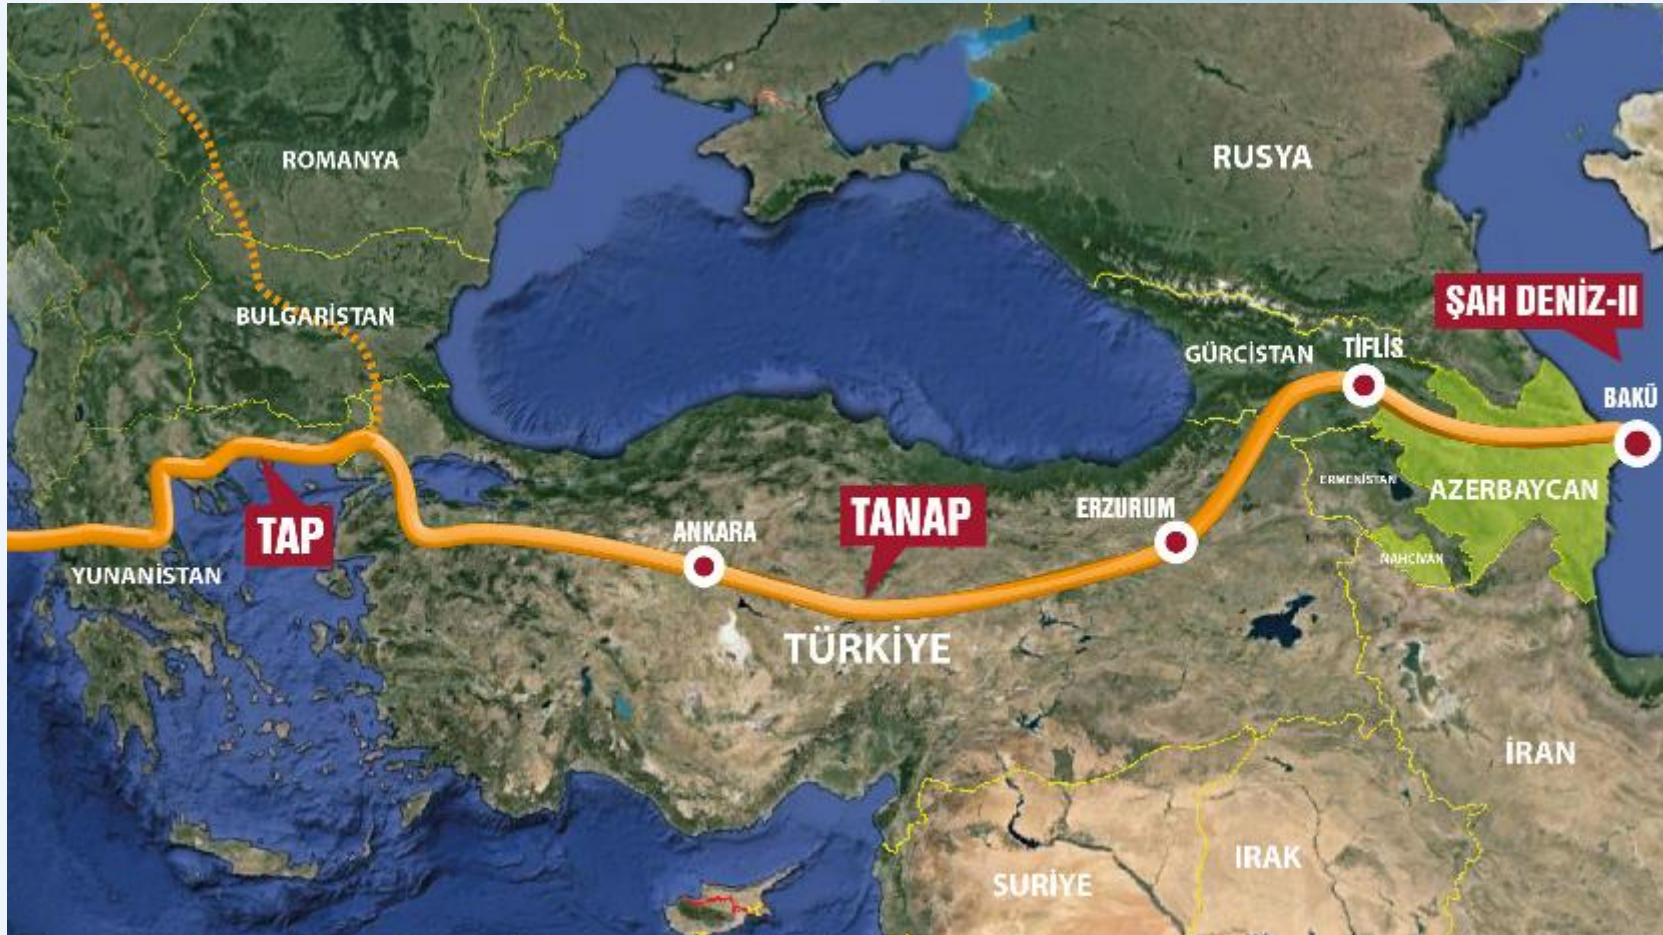 ROMANYA
RUSYA
BULGARİSTAN
ŞAH DENİZ-II
GÜRCİSTAN
TİFLİS
BAKÜ
ERMENİSTAN
AZERBAYCAN
TAP
ANKARA
TANAP
ERZURUM
NAHÇIVAN
YUNANİSTAN
TÜRKİYE
İRAN
IRAK
SURİYE